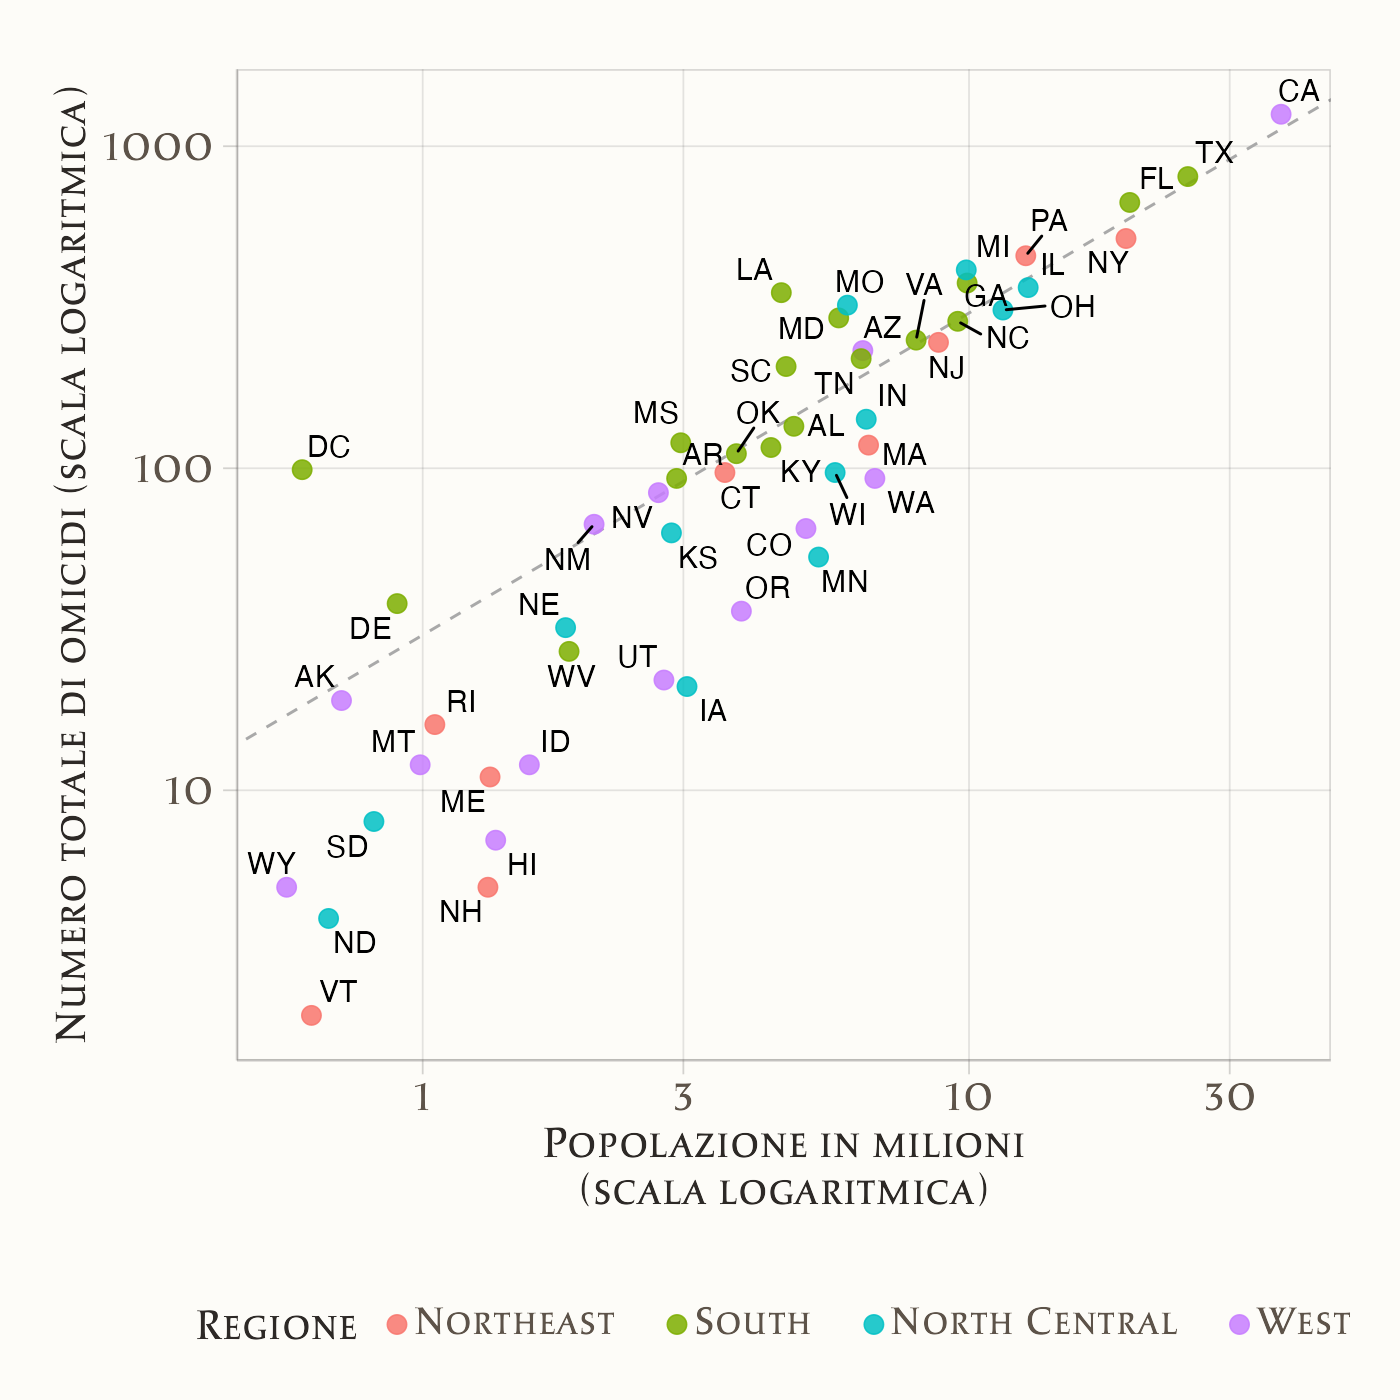 Numero totale di omicidi (scala logaritmica)
1000
100
10
CA
TX
FL
PA
MI
IL
NY
LA
MO
VA
GA
OH
MD
AZ
NC
SC
TN
NJ
IN
MS
OK
AL
DC
AR
MA
KY
CT
WA
NV
WI
NM
CO
KS
MN
OR
NE
DE
UT
WV
AK
RI
IA
MT
ID
ME
SD
WY
HI
NH
ND
VT
1 3 10 30
Popolazione in milioni
(scala logaritmica)
Regione Northeast South North Central West